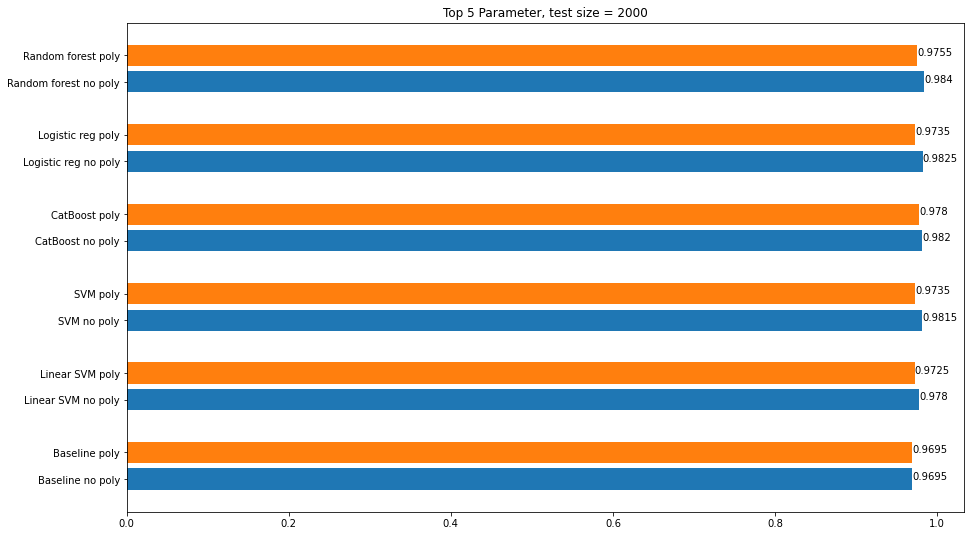 Top 5 Parameter, test size = 2000
Random forest poly 0.9755
Random forest no poly 0.984
Logistic reg poly 0.9735
Logistic reg no poly 0.9825
CatBoost poly 0.978
CatBoost no poly 0.982
SVM poly 0.9735
SVM no poly 0.9815
Linear SVM poly 0.9725
Linear SVM no poly 0.978
Baseline poly 0.9695
Baseline no poly 0.9695
0.0 0.2 0.4 0.6 0.8 1.0